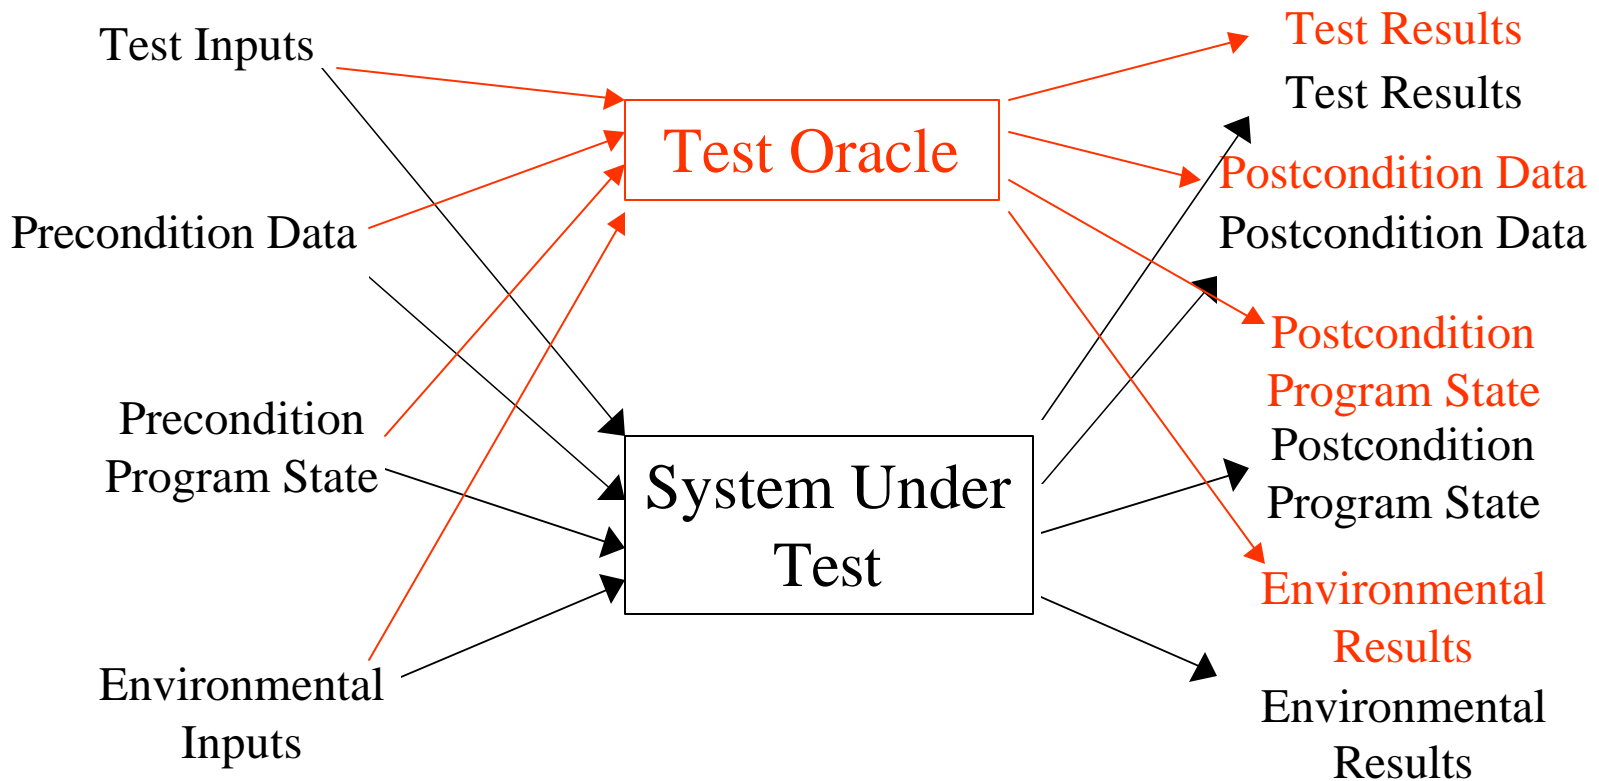 Test Inputs
Precondition Data
Precondition
Program State
Environmental
Inputs
Test Oracle
System Under
Test
Test Results
Test Results
Postcondition Data
Postcondition Data
Postcondition
Program State
Postcondition
Program State
Environmental
Results
Environmental
Results